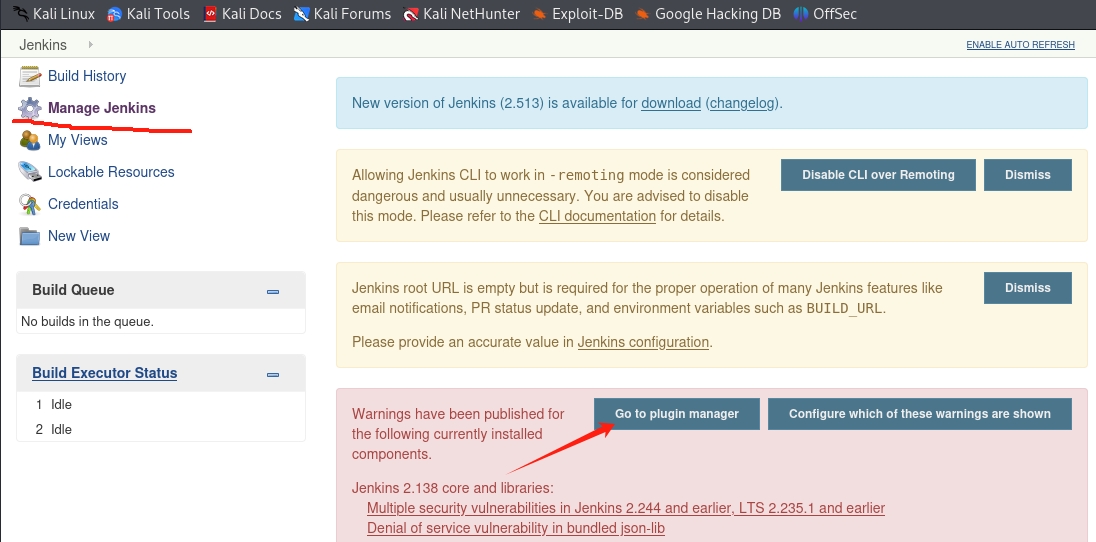 Kali Linux Kali Tools Kali Docs Kali Forums Kali NetHunter Exploit-DB Google Hacking DB OffSec
Jenkins ENABLE AUTO REFRESH
Build History
Manage Jenkins
My Views
Lockable Resources
Credentials
New View
Build Queue
No builds in the queue.
Build Executor Status
1 Idle
2 Idle
New version of Jenkins (2.513) is available for download (changelog).
Allowing Jenkins CLI to work in -remoting mode is considered
dangerous and usually unnecessary. You are advised to disable
this mode. Please refer to the CLI documentation for details.
Disable CLI over Remoting Dismiss
Jenkins root URL is empty but is required for the proper operation of many Jenkins features like
email notifications, PR status update, and environment variables such as BUILD_URL.
Please provide an accurate value in Jenkins configuration.
Dismiss
Warnings have been published for
the following currently installed
components.
Go to plugin manager Configure which of these warnings are shown
Jenkins 2.138 core and libraries:
Multiple security vulnerabilities in Jenkins 2.244 and earlier, LTS 2.235.1 and earlier
Denial of service vulnerability in bundled json-lib